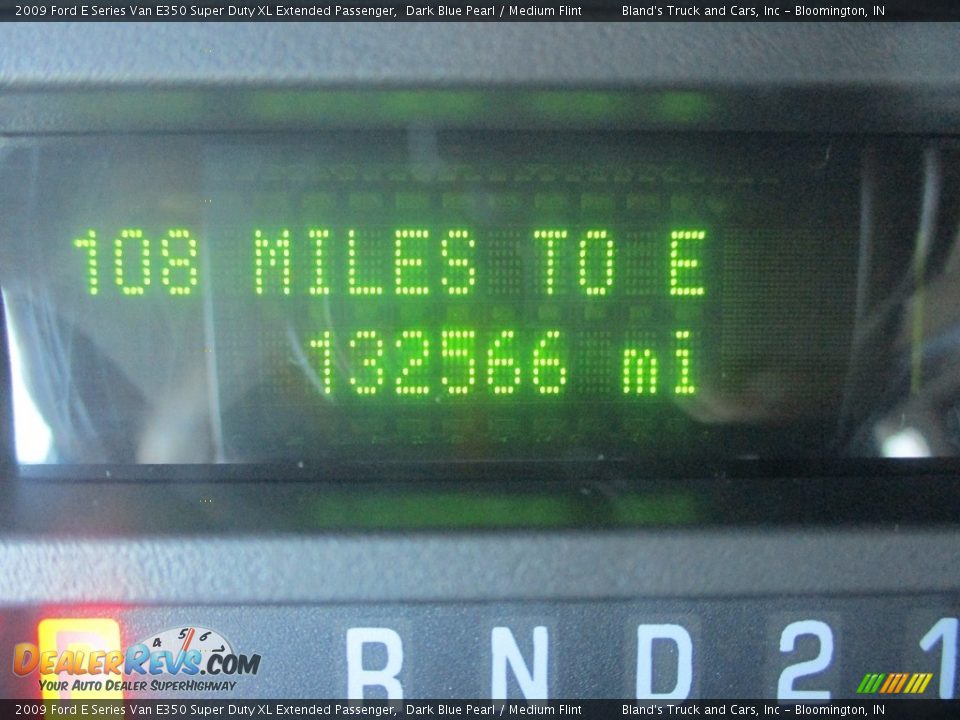 2009 Ford E Series Van E350 Super Duty XL Extended Passenger,  Dark Blue Pearl / Medium Flint    Bland's Truck and Cars, Inc - Bloomington, IN
108 MILES TO E
132566 mi
P R N D 2 1
4 5 6
DealerRevs.com
Your Auto Dealer SuperHighway
2009 Ford E Series Van E350 Super Duty XL Extended Passenger,  Dark Blue Pearl / Medium Flint    Bland's Truck and Cars, Inc - Bloomington, IN